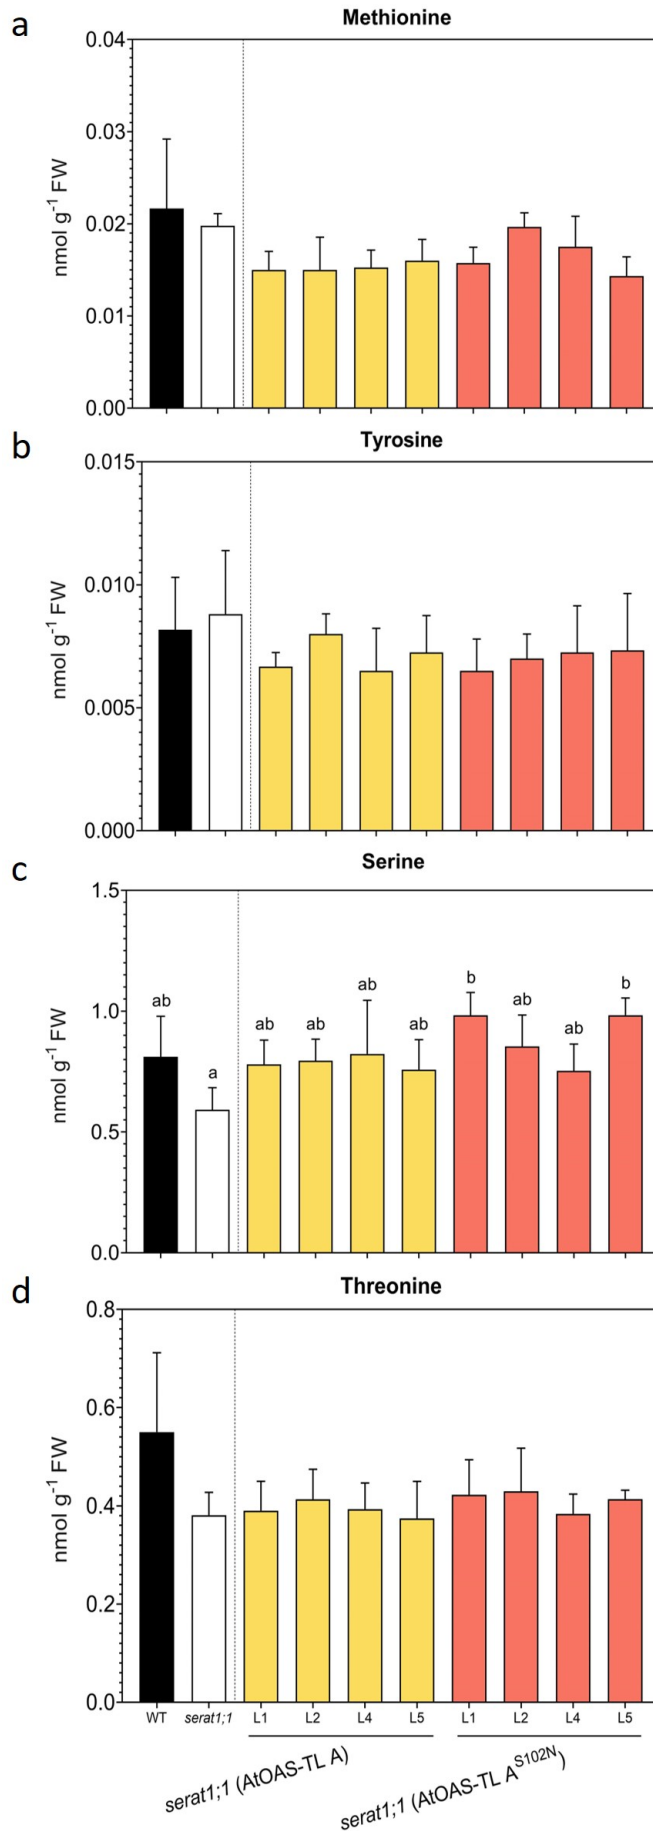 a
Methionine
0.04
0.03
0.02
0.01
0.00
nmol g⁻¹ FW
b
Tyrosine
0.015
0.010
0.005
0.000
nmol g⁻¹ FW
c
Serine
1.5
1.0
0.5
0.0
nmol g⁻¹ FW
ab a ab ab ab ab b ab ab b
d
Threonine
0.8
0.6
0.4
0.2
0.0
nmol g⁻¹ FW
WT serat1;1 L1 L2 L4 L5 L1 L2 L4 L5
serat1;1 (AtOAS-TL A)
serat1;1 (AtOAS-TL A^S102N)